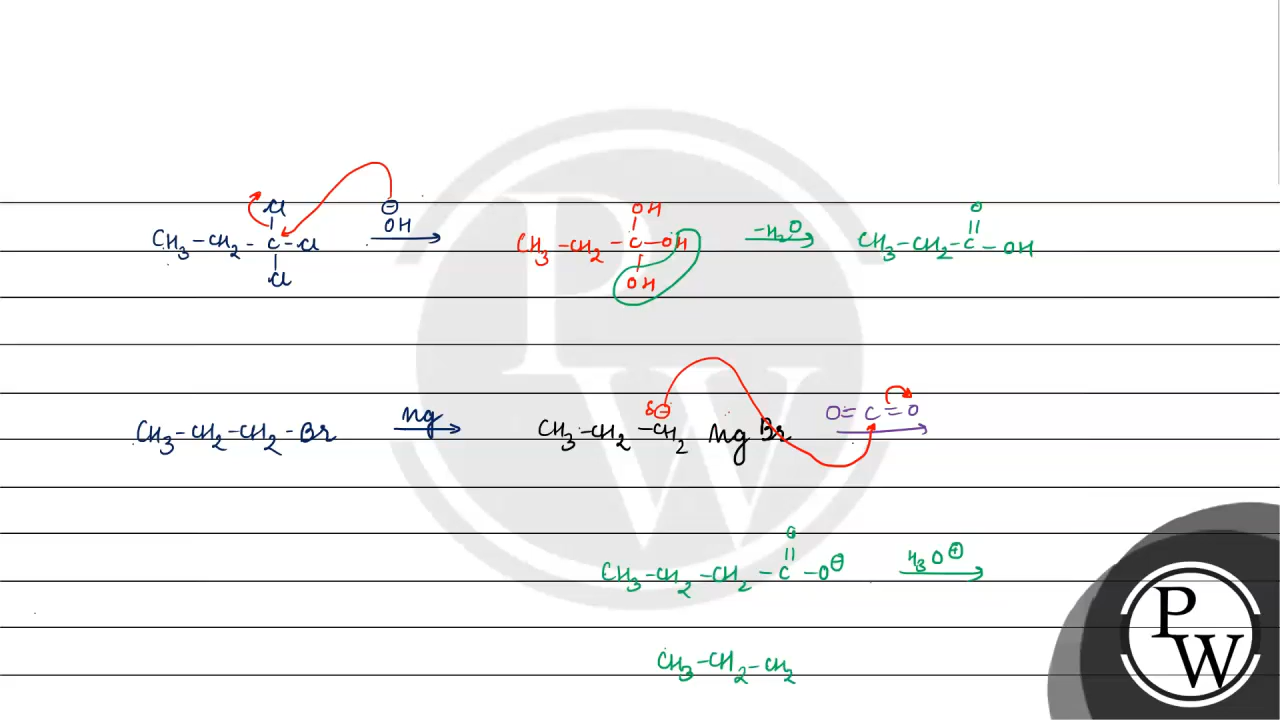 Cl ⊖ OH O
CH₃-CH₂-C-Cl OH → CH₃-CH₂-C-OH -H₂O → CH₃-CH₂-C-OH
Cl OH
CH₃-CH₂-CH₂-Br Mg → CH₃-CH₂-CH₂ δ⊖ MgBr O=C=O →
O
CH₃-CH₂-CH₂-C-O⊖ H₃O⊕ →
CH₃-CH₂-CH₂
P
W
P
W